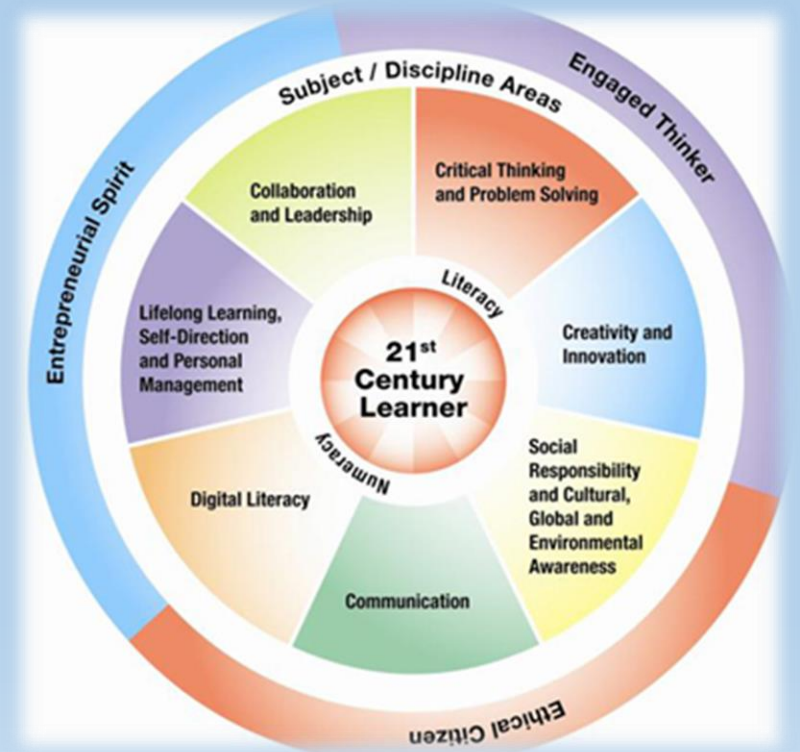 Subject / Discipline Areas
Engaged Thinker
Entrepreneurial Spirit
Ethical Citizen
Collaboration
and Leadership
Critical Thinking
and Problem Solving
Lifelong Learning,
Self-Direction
and Personal
Management
Creativity and
Innovation
Literacy
21st
Century
Learner
Numeracy
Digital Literacy
Social
Responsibility
and Cultural,
Global and
Environmental
Awareness
Communication